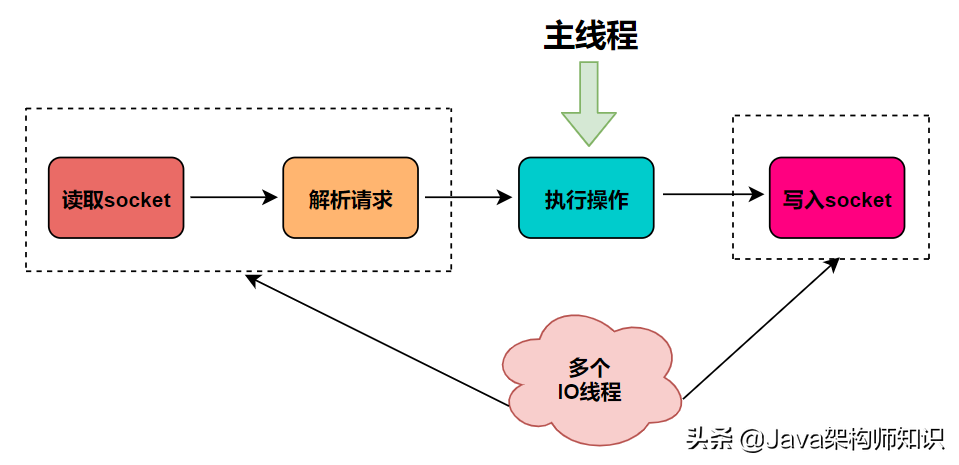 主线程
读取socket
解析请求
执行操作
写入socket
多个
IO线程
头条 @Java架构师知识